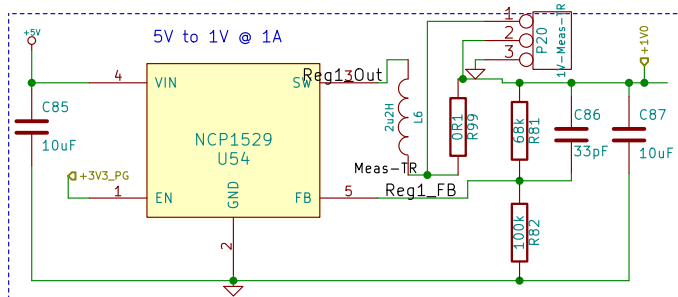 +5V
5V to 1V @ 1A
1
2
3
P20
1V-Meas-TR
+1V0
4
VIN
SW
3
Reg1_Out
C85
10uF
NCP1529
U54
2u2H
L6
0R1
R99
68k
R81
C86
33pF
C87
10uF
Meas-TR
+3V3_PG
1
EN
GND
FB
5
Reg1_FB
2
100k
R82